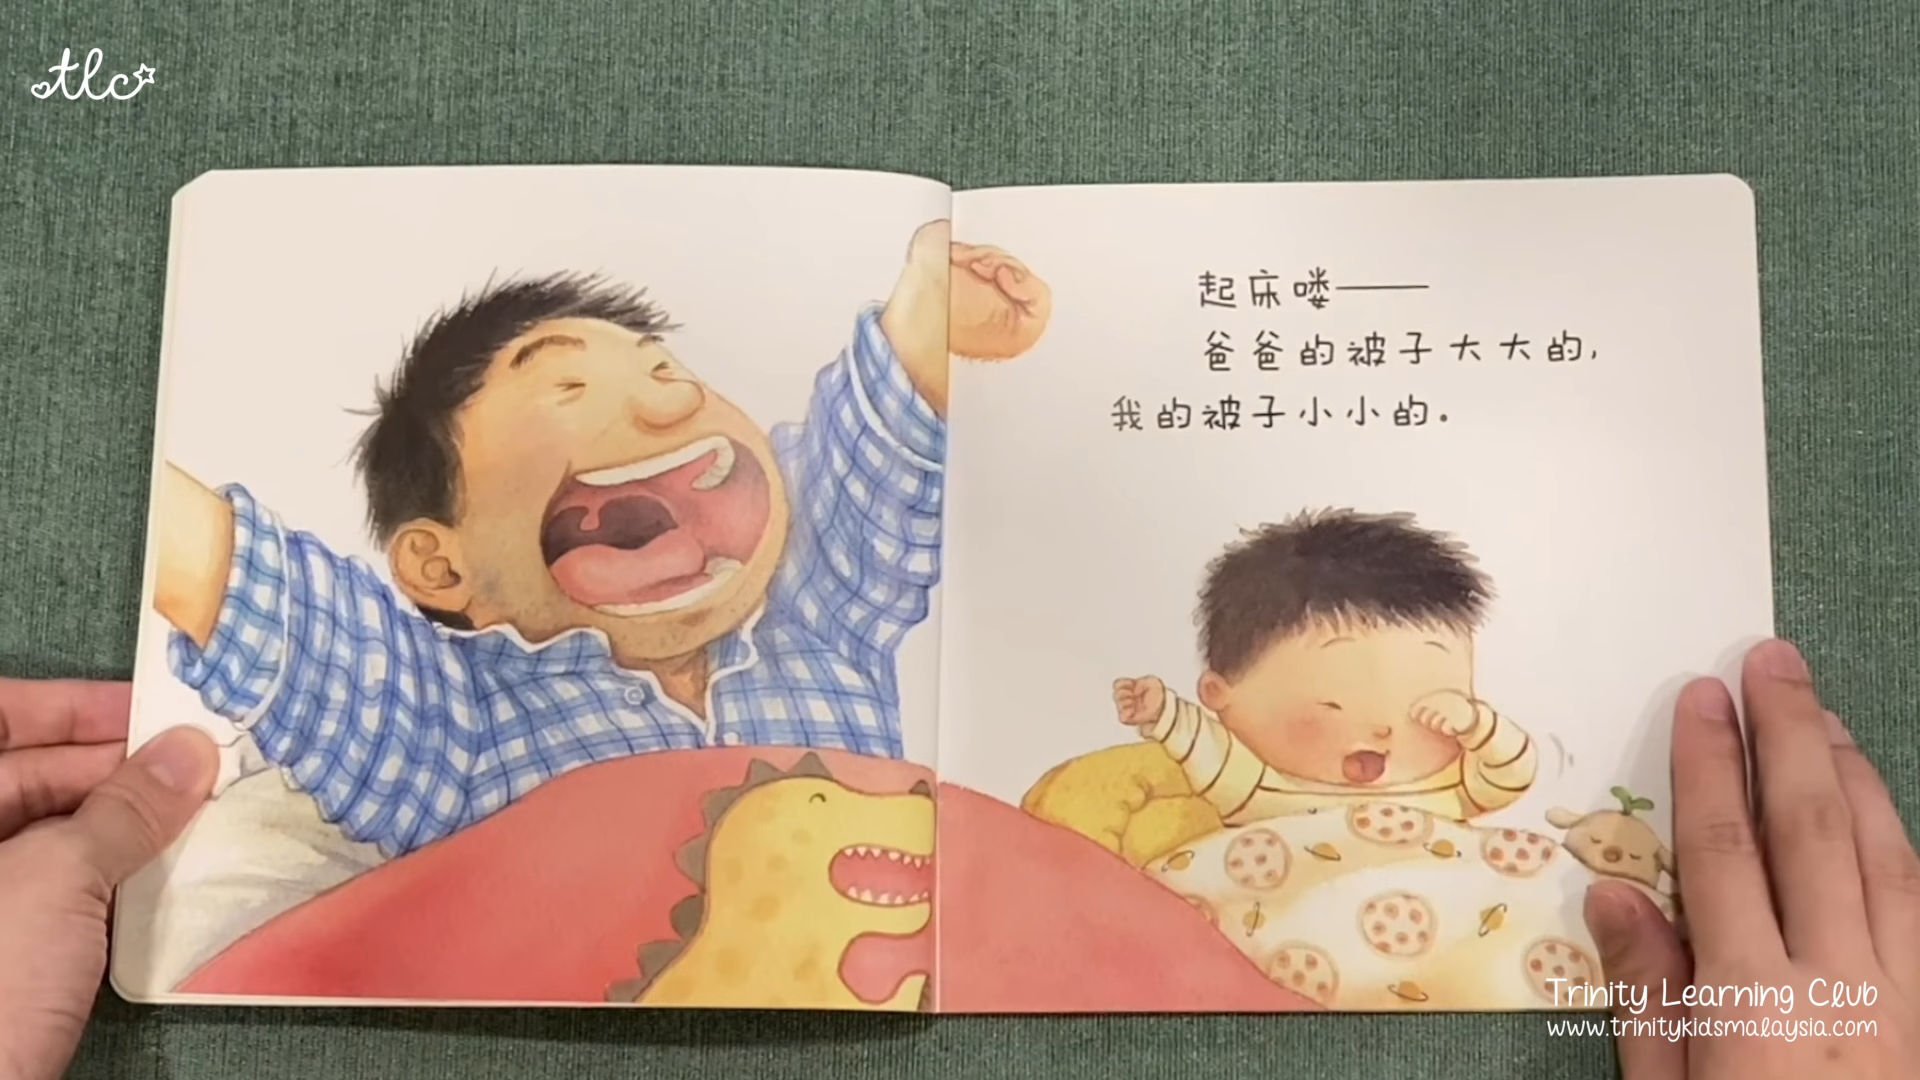 tlc
起床喽——
爸爸的被子大大的,
我的被子小小的。
Trinity Learning Club
www.trinitykidsmalaysia.com